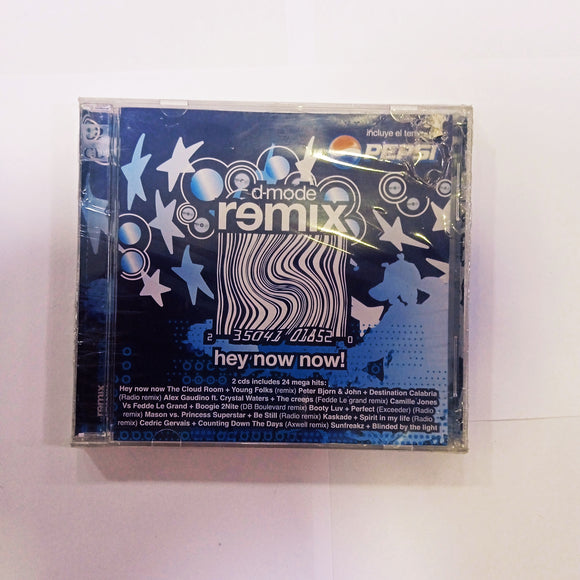 incluye el tema
PEPSI
d-mode
remix
2 35041 01652 0
hey now now!
2 cds includes 24 mega hits:
Hey now now The Cloud Room + Young Folks (remix) Peter Bjorn & John + Destination Calabria
(Radio remix) Alex Gaudino ft. Crystal Waters + The creeps (Fedde Le grand remix) Camille Jones
Vs Fedde Le Grand + Boogie 2Nite (DB Boulevard remix) Booty Luv + Perfect (Exceeder) (Radio
remix) Mason vs. Princess Superstar + Be Still (Radio remix) Kaskade + Spirit in my life (Radio
remix) Cedric Gervais + Counting Down The Days (Axwell remix) Sunfreakz + Blinded by the light
remix